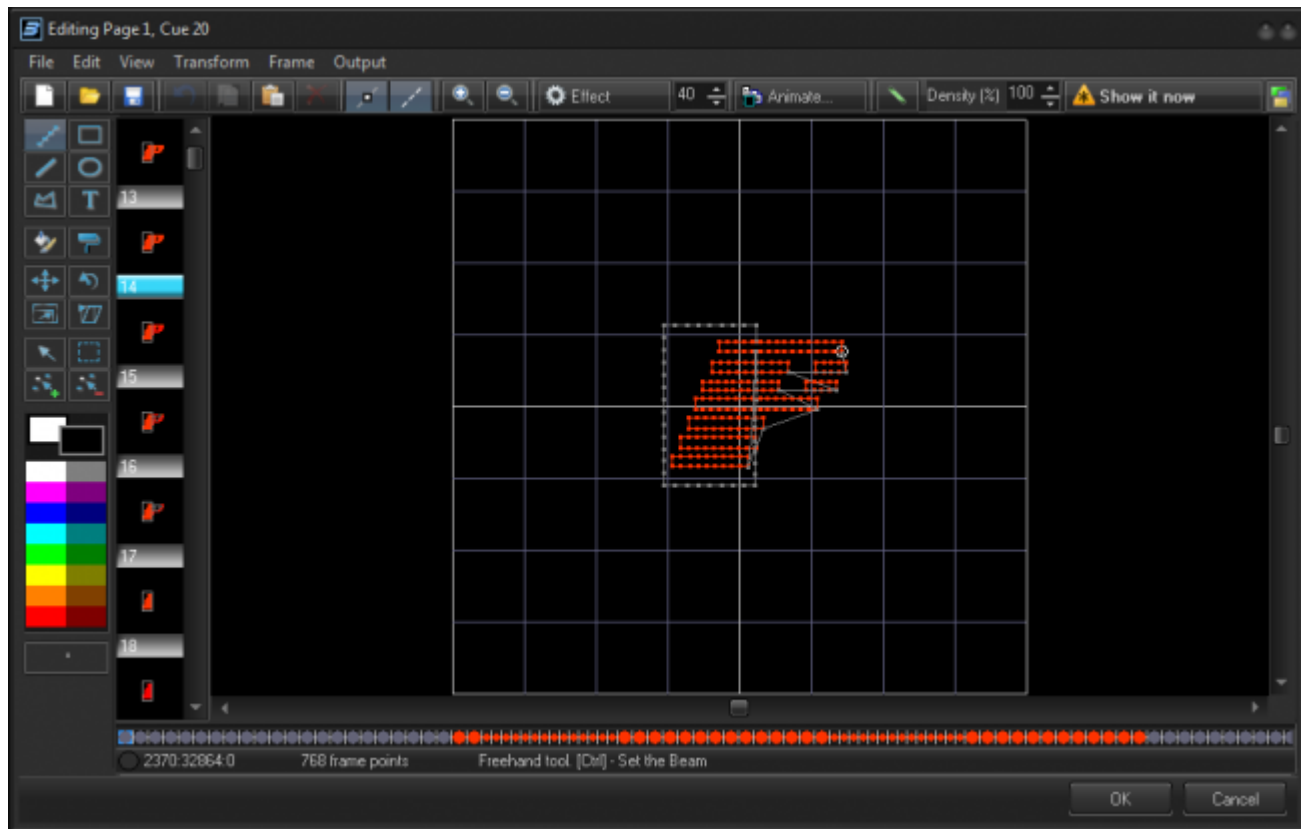 Editing Page 1, Cue 20
File Edit View Transform Frame Output
Effect 40 Animate... Density (%) 100 Show it now
T
13
14
15
16
17
18
2370:32864:0 768 frame points Freehand tool. [Ctrl] - Set the Beam
OK Cancel